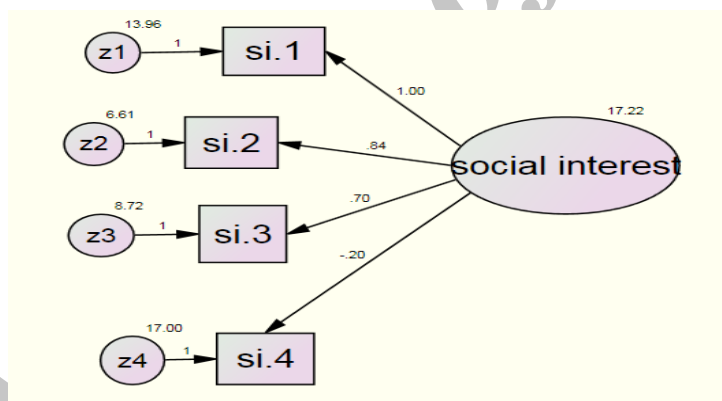 13.96
z1
1
si.1
1.00
17.22
6.61
z2
1
si.2
.84
social interest
8.72
z3
1
si.3
.70
-.20
17.00
z4
1
si.4